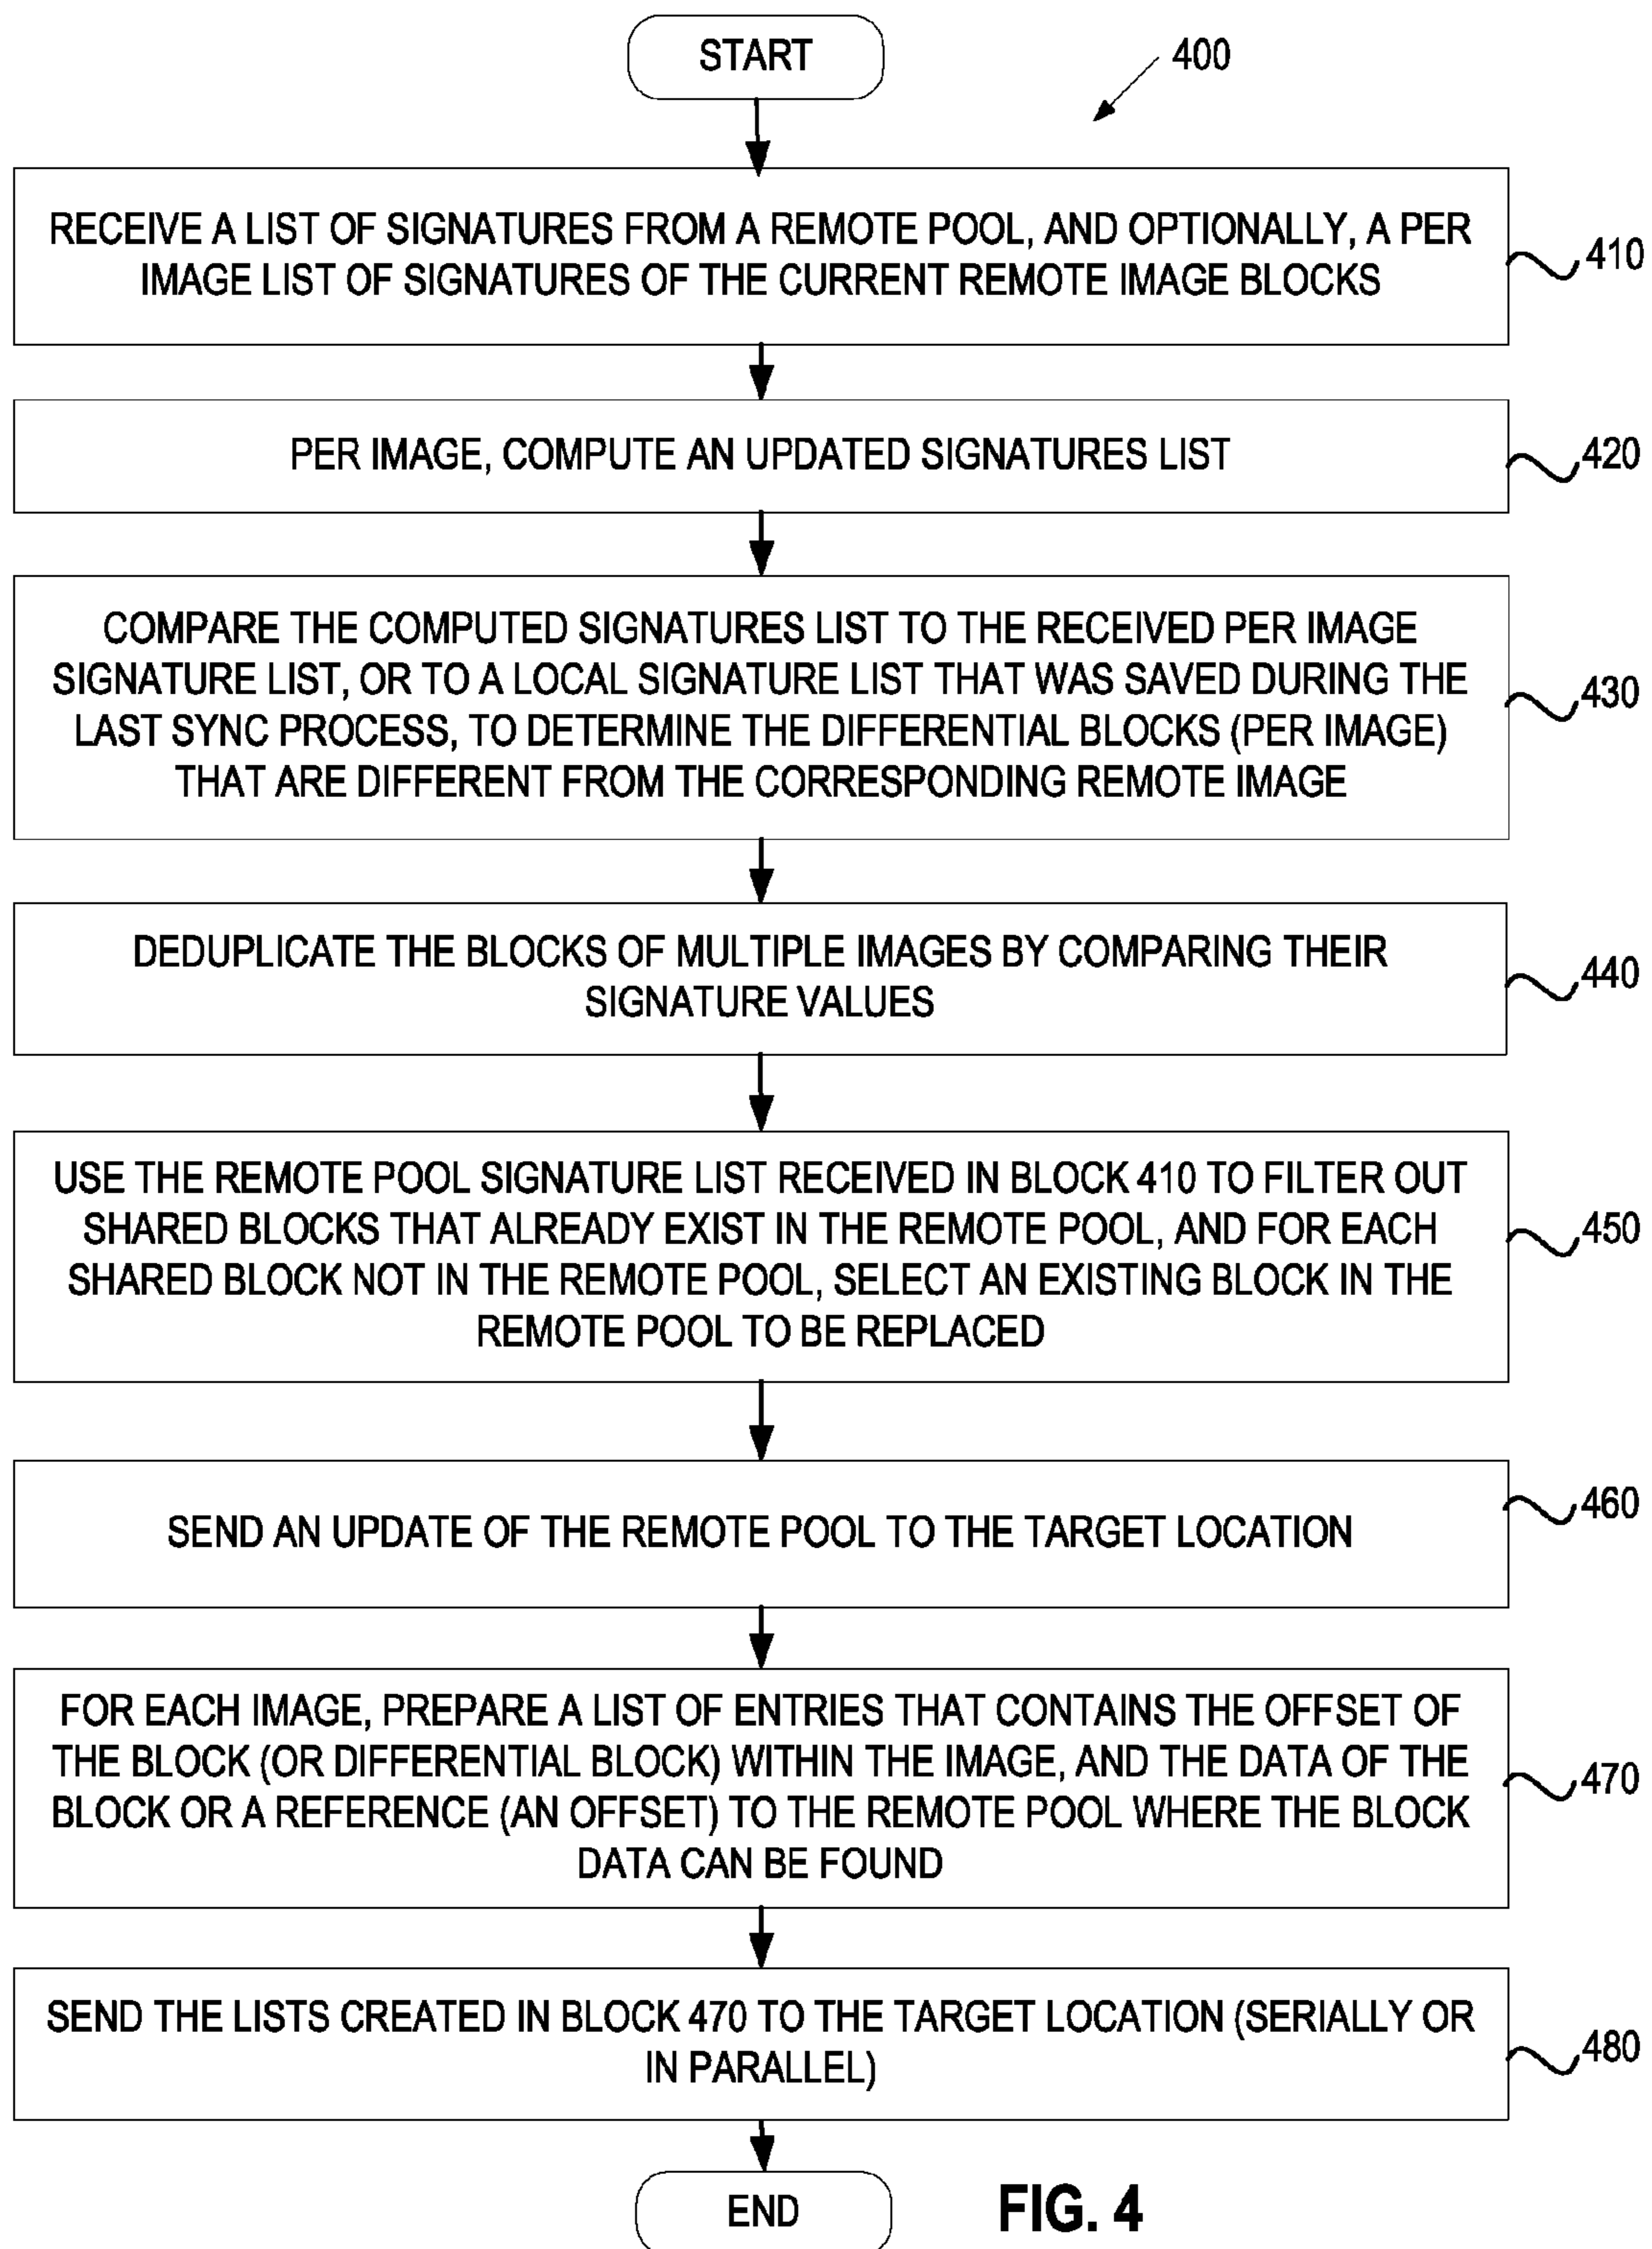 START
400
RECEIVE A LIST OF SIGNATURES FROM A REMOTE POOL, AND OPTIONALLY, A PER
IMAGE LIST OF SIGNATURES OF THE CURRENT REMOTE IMAGE BLOCKS
410
PER IMAGE, COMPUTE AN UPDATED SIGNATURES LIST
420
COMPARE THE COMPUTED SIGNATURES LIST TO THE RECEIVED PER IMAGE
SIGNATURE LIST, OR TO A LOCAL SIGNATURE LIST THAT WAS SAVED DURING THE
LAST SYNC PROCESS, TO DETERMINE THE DIFFERENTIAL BLOCKS (PER IMAGE)
THAT ARE DIFFERENT FROM THE CORRESPONDING REMOTE IMAGE
430
DEDUPLICATE THE BLOCKS OF MULTIPLE IMAGES BY COMPARING THEIR
SIGNATURE VALUES
440
USE THE REMOTE POOL SIGNATURE LIST RECEIVED IN BLOCK 410 TO FILTER OUT
SHARED BLOCKS THAT ALREADY EXIST IN THE REMOTE POOL, AND FOR EACH
SHARED BLOCK NOT IN THE REMOTE POOL, SELECT AN EXISTING BLOCK IN THE
REMOTE POOL TO BE REPLACED
450
SEND AN UPDATE OF THE REMOTE POOL TO THE TARGET LOCATION
460
FOR EACH IMAGE, PREPARE A LIST OF ENTRIES THAT CONTAINS THE OFFSET OF
THE BLOCK (OR DIFFERENTIAL BLOCK) WITHIN THE IMAGE, AND THE DATA OF THE
BLOCK OR A REFERENCE (AN OFFSET) TO THE REMOTE POOL WHERE THE BLOCK
DATA CAN BE FOUND
470
SEND THE LISTS CREATED IN BLOCK 470 TO THE TARGET LOCATION (SERIALLY OR
IN PARALLEL)
480
END
FIG. 4